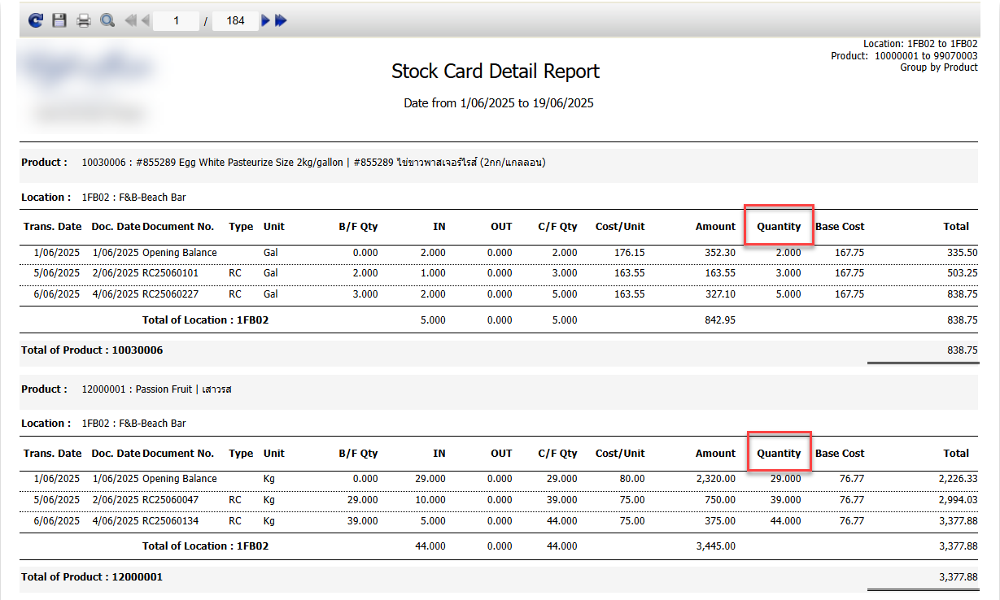 1 / 184
Location: 1FB02 to 1FB02
Product: 10000001 to 99070003
Group by Product
Stock Card Detail Report
Date from 1/06/2025 to 19/06/2025
Product : 10030006 : #855289 Egg White Pasteurize Size 2kg/gallon | #855289 ไข่ขาวพาสเจอร์ไรส์ (2กก/แกลลอน)
Location : 1FB02 : F&B-Beach Bar
Trans. Date Doc. Date Document No. Type Unit B/F Qty IN OUT C/F Qty Cost/Unit Amount Quantity Base Cost Total
1/06/2025 1/06/2025 Opening Balance Gal 0.000 2.000 0.000 2.000 176.15 352.30 2.000 167.75 335.50
5/06/2025 2/06/2025 RC25060101 RC Gal 2.000 1.000 0.000 3.000 163.55 163.55 3.000 167.75 503.25
6/06/2025 4/06/2025 RC25060227 RC Gal 3.000 2.000 0.000 5.000 163.55 327.10 5.000 167.75 838.75
Total of Location : 1FB02 5.000 0.000 5.000 842.95 838.75
Total of Product : 10030006 838.75
Product : 12000001 : Passion Fruit | เสาวรส
Location : 1FB02 : F&B-Beach Bar
Trans. Date Doc. Date Document No. Type Unit B/F Qty IN OUT C/F Qty Cost/Unit Amount Quantity Base Cost Total
1/06/2025 1/06/2025 Opening Balance Kg 0.000 29.000 0.000 29.000 80.00 2,320.00 29.000 76.77 2,226.33
5/06/2025 2/06/2025 RC25060047 RC Kg 29.000 10.000 0.000 39.000 75.00 750.00 39.000 76.77 2,994.03
6/06/2025 4/06/2025 RC25060134 RC Kg 39.000 5.000 0.000 44.000 75.00 375.00 44.000 76.77 3,377.88
Total of Location : 1FB02 44.000 0.000 44.000 3,445.00 3,377.88
Total of Product : 12000001 3,377.88